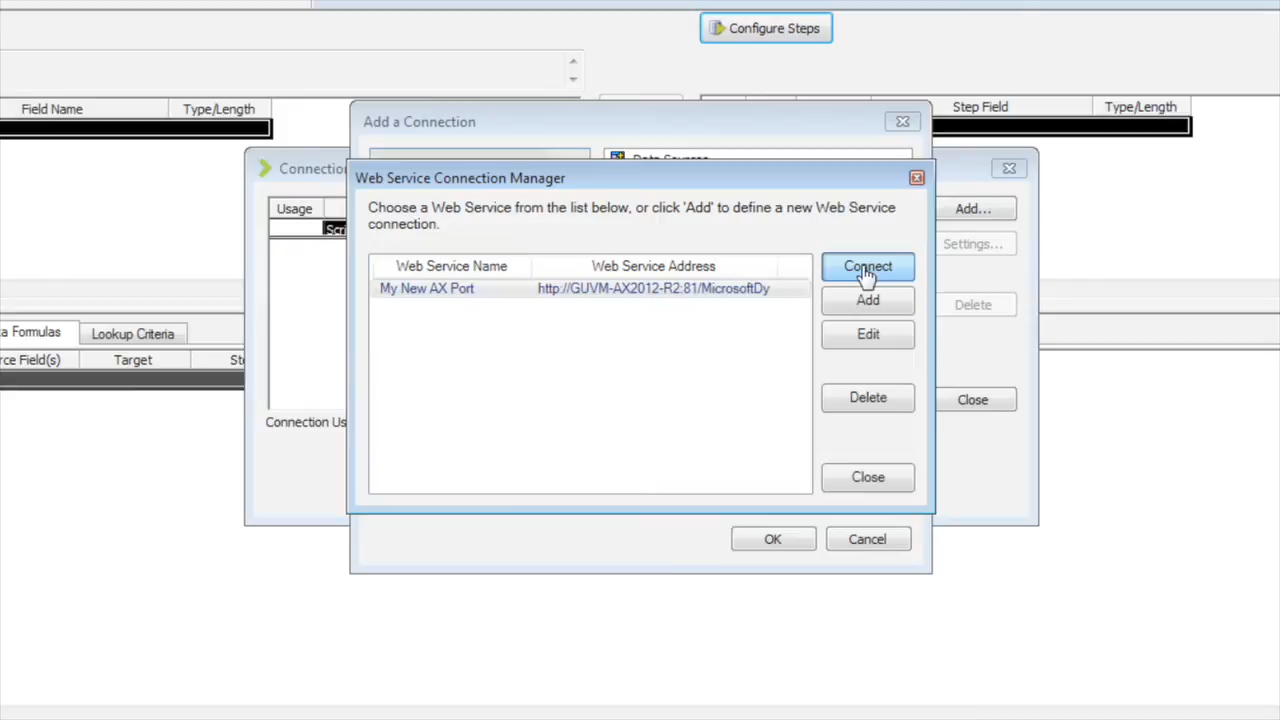 Configure Steps
Field Name
Type/Length
Step Field
Type/Length
Add a Connection
Data Sources
Connection
Web Service Connection Manager
Usage
Add...
Choose a Web Service from the list below, or click 'Add' to define a new Web Service
connection.
Settings...
Web Service Name
Web Service Address
Connect
My New AX Port
http://GUVM-AX2012-R2:81/MicrosoftDy
Add
Delete
Edit
a Formulas
Lookup Criteria
rce Field(s)
Target
Ste
Delete
Close
Connection Us
Close
OK
Cancel